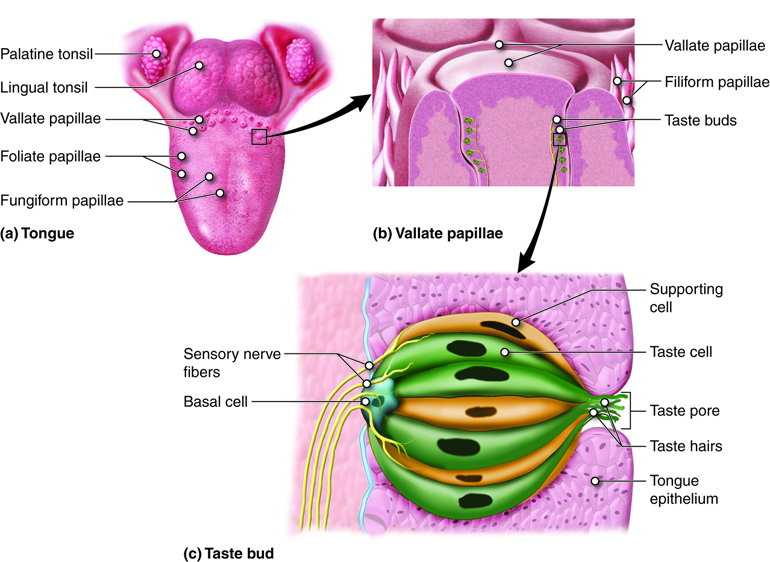 Palatine tonsil
Lingual tonsil
Vallate papillae
Foliate papillae
Fungiform papillae
(a) Tongue
Vallate papillae
Filiform papillae
Taste buds
(b) Vallate papillae
Supporting
cell
Taste cell
Sensory nerve
fibers
Basal cell
Taste pore
Taste hairs
Tongue
epithelium
(c) Taste bud